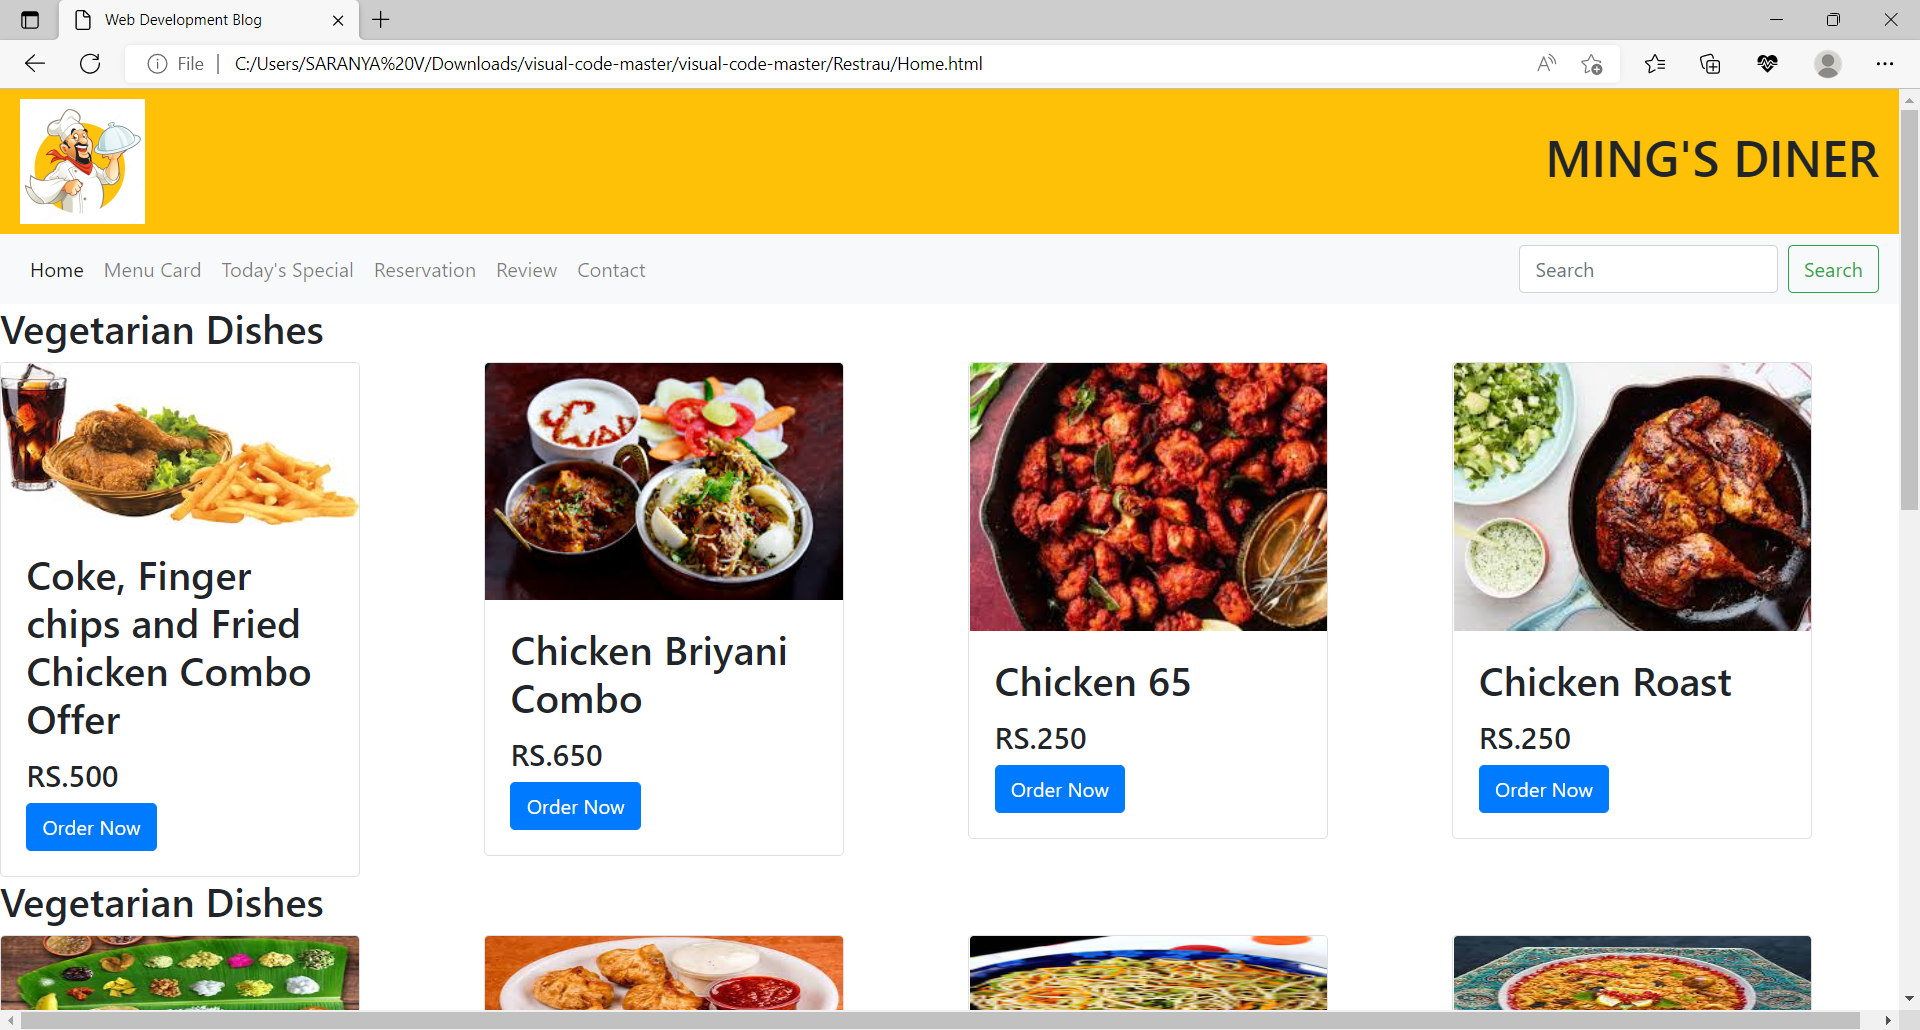 Web Development Blog
File
C:/Users/SARANYA%20V/Downloads/visual-code-master/visual-code-master/Restrau/Home.html
MING'S DINER
Home Menu Card Today's Special Reservation Review Contact
Search
Search
Vegetarian Dishes
Coke, Finger
chips and Fried
Chicken Combo
Offer
RS.500
Order Now
Chicken Briyani
Combo
RS.650
Order Now
Chicken 65
RS.250
Order Now
Chicken Roast
RS.250
Order Now
Vegetarian Dishes